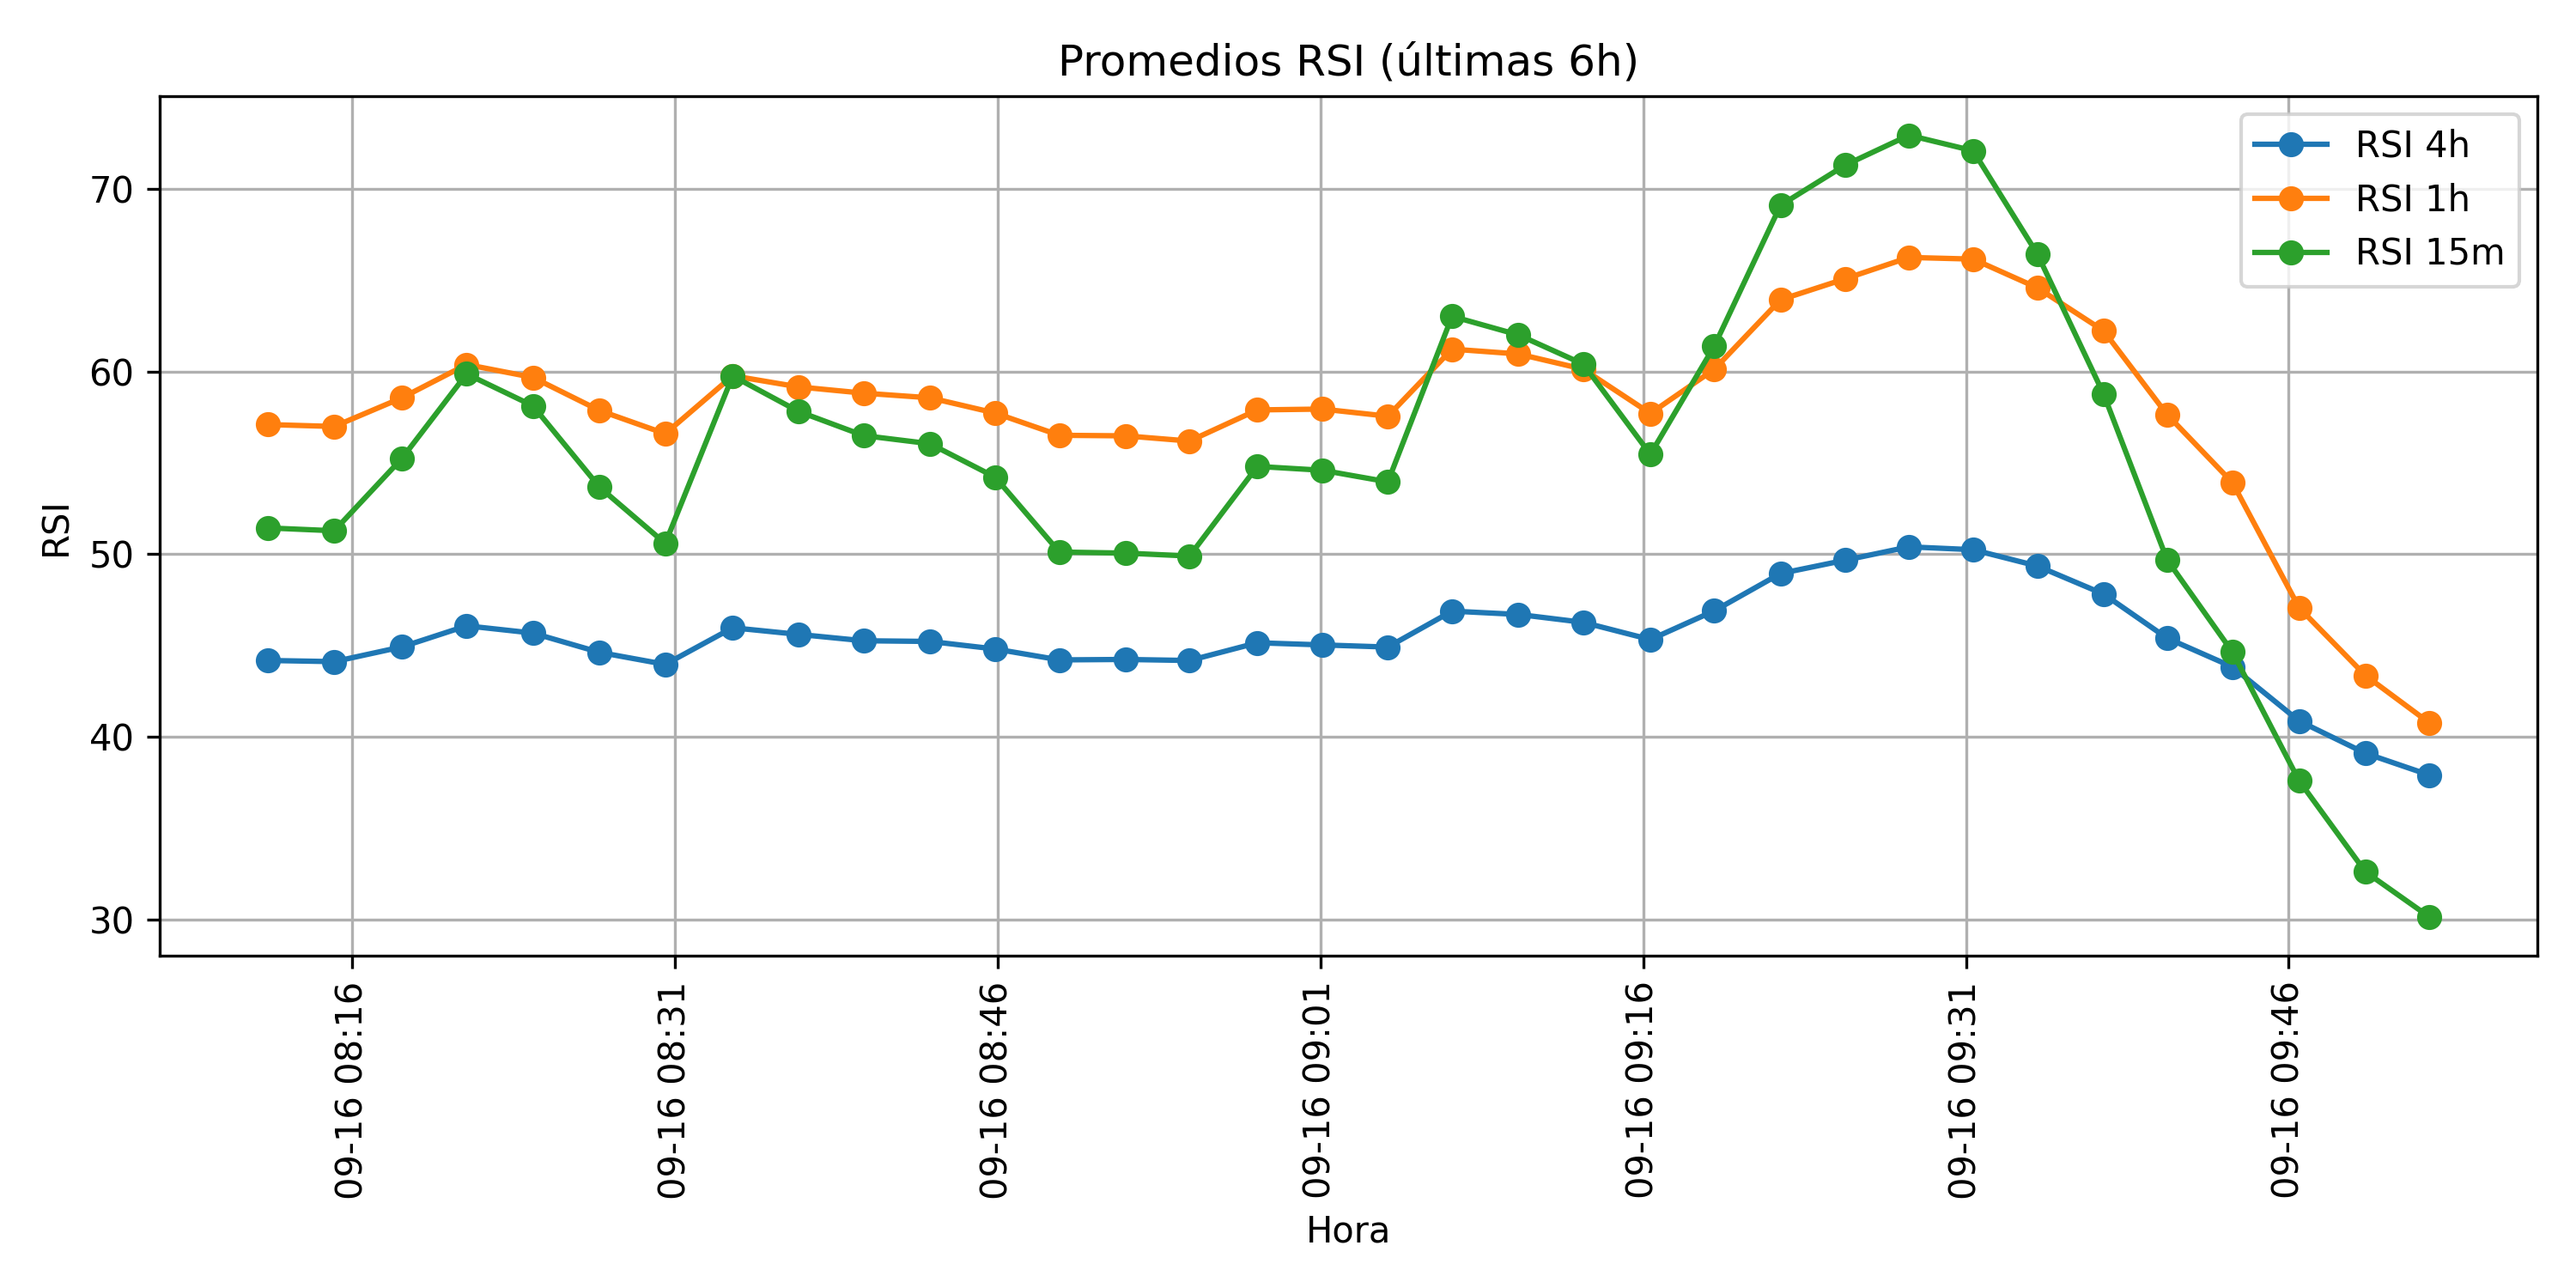 Promedios RSI (últimas 6h)
RSI 4h
RSI 1h
RSI 15m
RSI
70
60
50
40
30
09-16 08:16
09-16 08:31
09-16 08:46
09-16 09:01
09-16 09:16
09-16 09:31
09-16 09:46
Hora